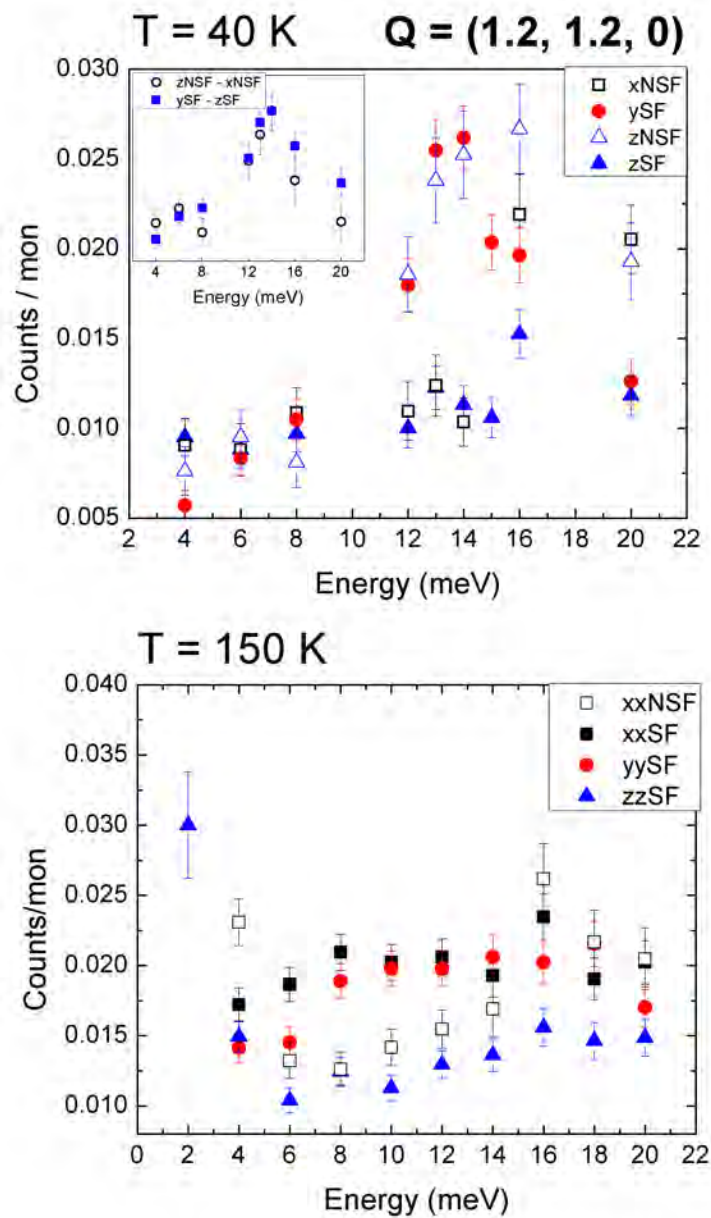 T = 40 K
Q = (1.2, 1.2, 0)
0.030
0.025
0.020
0.015
0.010
0.005
Counts / mon
zNSF - xNSF
ySF - zSF
4 8 12 16 20
Energy (meV)
xNSF
ySF
zNSF
zSF
2 4 6 8 10 12 14 16 18 20 22
Energy (meV)
T = 150 K
0.040
0.035
0.030
0.025
0.020
0.015
0.010
Counts/mon
xxNSF
xxSF
yySF
zzSF
0 2 4 6 8 10 12 14 16 18 20 22
Energy (meV)